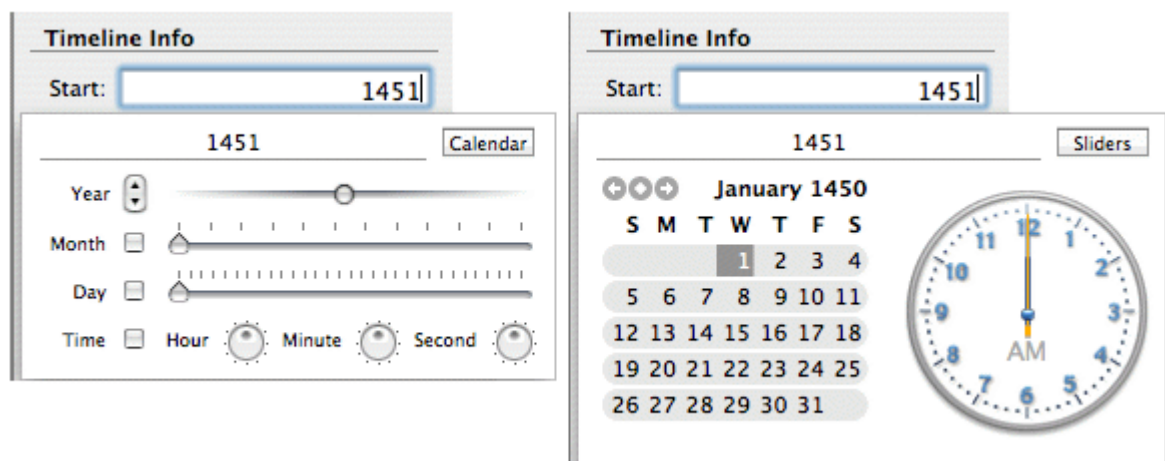 Timeline Info
Start: 1451
1451 Calendar
Year
Month
Day
Time Hour Minute Second
Timeline Info
Start: 1451
1451 Sliders
January 1450
S M T W T F S
1 2 3 4
5 6 7 8 9 10 11
12 13 14 15 16 17 18
19 20 21 22 23 24 25
26 27 28 29 30 31
12
11 1
10 2
9 3
AM
8 4
7 5
6